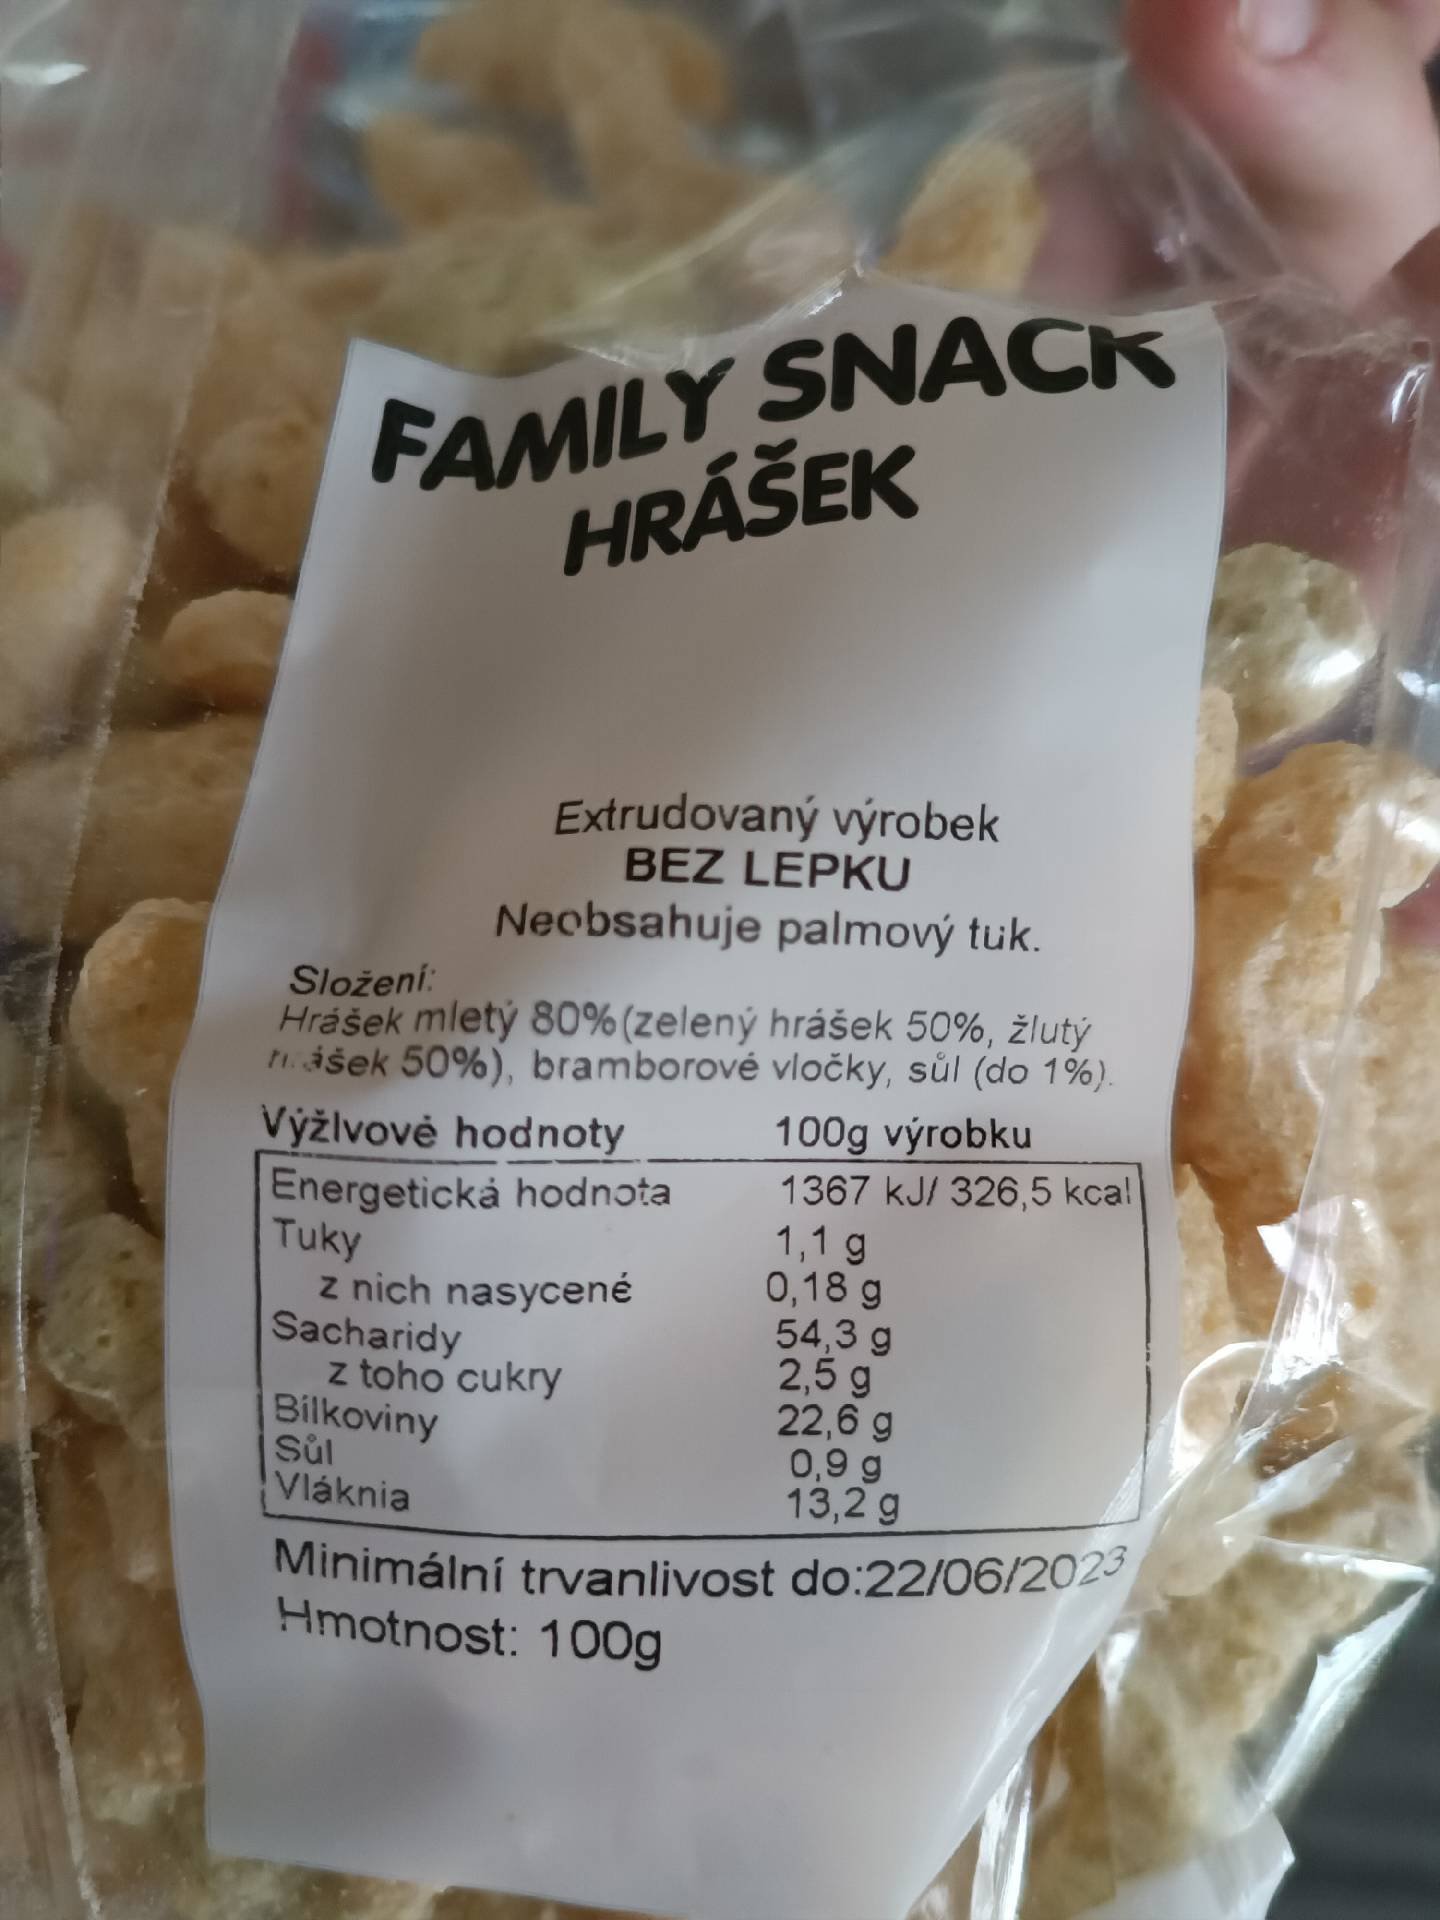 FAMILY SNACK
HRÁŠEK
Extrudovaný výrobek
BEZ LEPKU
Neobsahuje palmový tuk.
Složení:
Hrášek mletý 80%(zelený hrášek 50%, žlutý
hrášek 50%), bramborové vločky, sůl (do 1%).
Výžlvové hodnoty 100g výrobku
Energetická hodnota 1367 kJ/ 326,5 kcal
Tuky 1,1 g
z nich nasycené 0,18 g
Sacharidy 54,3 g
z toho cukry 2,5 g
Bílkoviny 22,6 g
Sůl 0,9 g
Vláknia 13,2 g
Minimální trvanlivost do:22/06/2023
Hmotnost: 100g